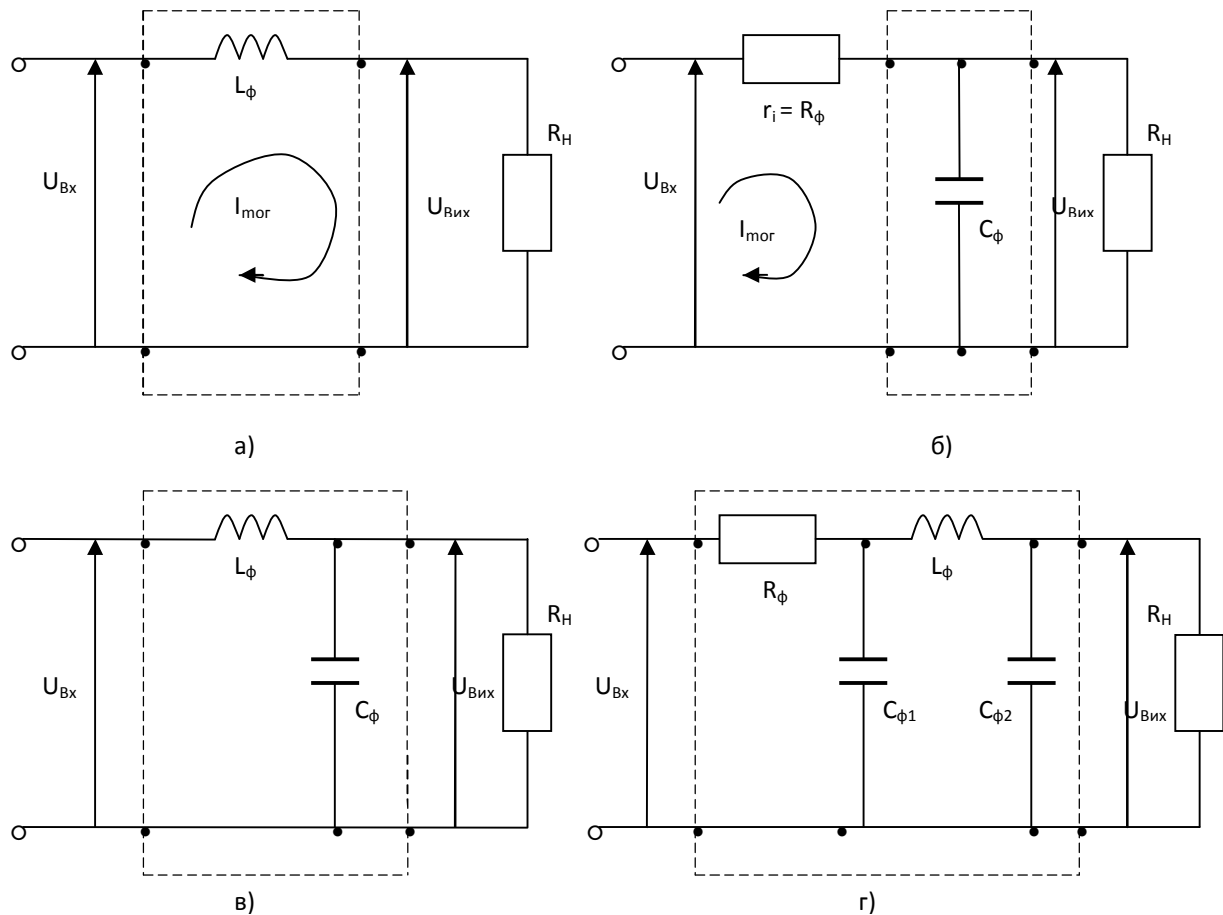 Lф
RН
UВх
Iтог
UВих
а)
ri = Rф
RН
UВх
Iтог
Cф
UВих
б)
Lф
RН
UВх
Cф
UВих
в)
Rф
Lф
RН
UВх
Cф1
Cф2
UВих
г)